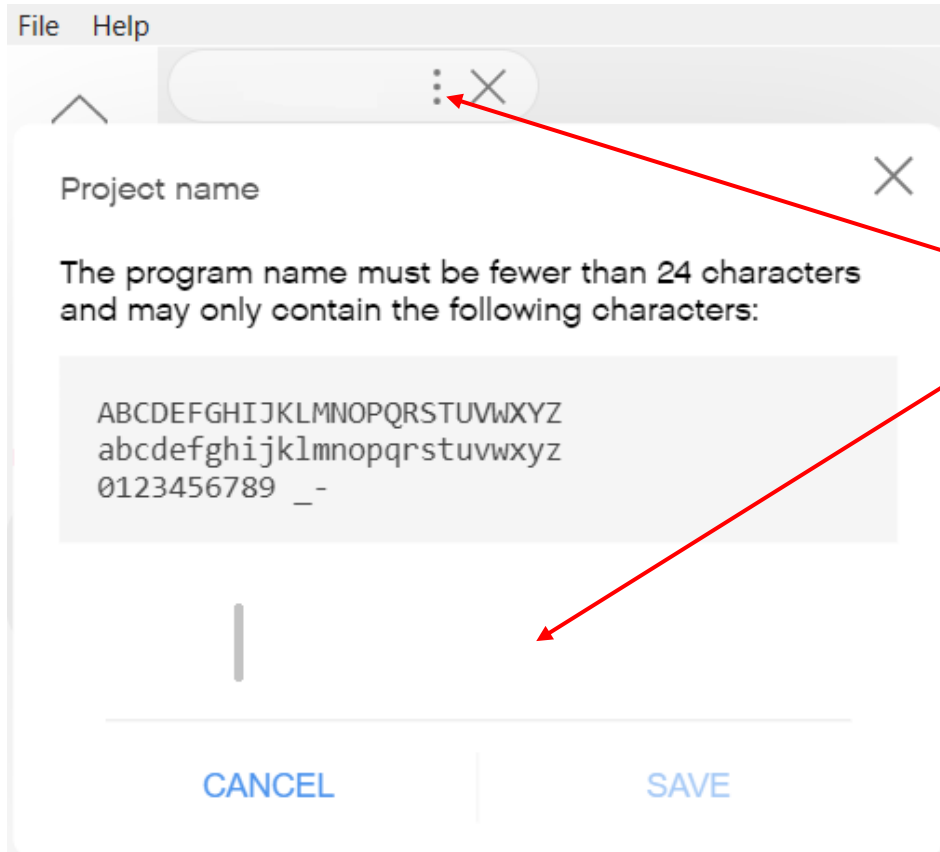 File Help
Project name
The program name must be fewer than 24 characters
and may only contain the following characters:
ABCDEFGHIJKLMNOPQRSTUVWXYZ
abcdefghijklmnopqrstuvwxyz
0123456789 _-
CANCEL SAVE